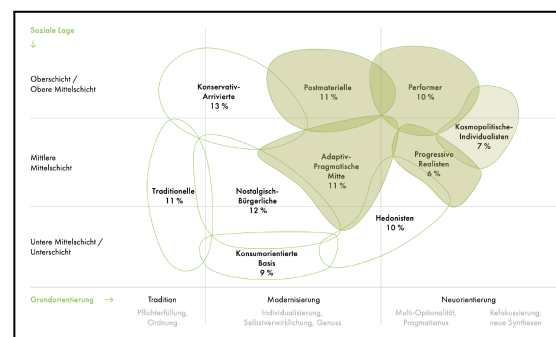 Soziale Lage
↓
Oberschicht /
Obere Mittelschicht
Konservativ-
Arrivierte
13 %
Postmaterielle
11 %
Performer
10 %
Kosmopolitische-
Individualisten
7 %
Mittlere
Mittelschicht
Traditionelle
11 %
Nostalgisch-
Bürgerliche
12 %
Adaptiv-
Pragmatische
Mitte
11 %
Progressive
Realisten
6 %
Hedonisten
10 %
Untere Mittelschicht /
Unterschicht
Konsumorientierte
Basis
9 %
Grundorientierung →
Tradition
Pflichterfüllung,
Ordnung
Modernisierung
Individualisierung,
Selbstverwirklichung, Genuss
Neuorientierung
Multi-Optionalität,
Pragmatismus
Refokussierung,
neue Synthesen